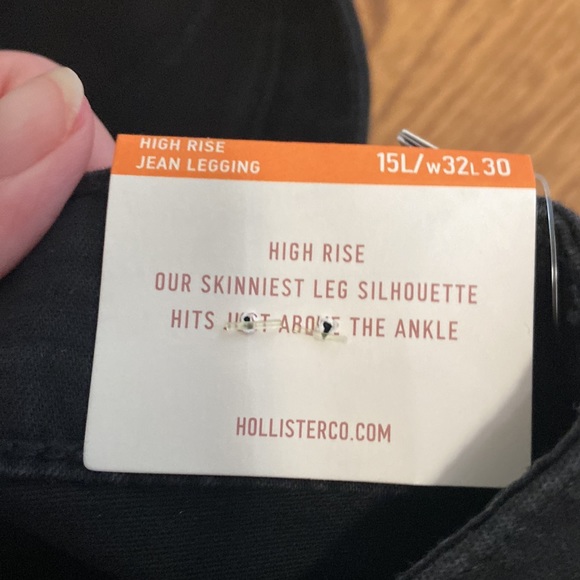 HIGH RISE
JEAN LEGGING
15L/W32L30
HIGH RISE
OUR SKINNIEST LEG SILHOUETTE
HITS JUST ABOVE THE ANKLE
HOLLISTERCO.COM